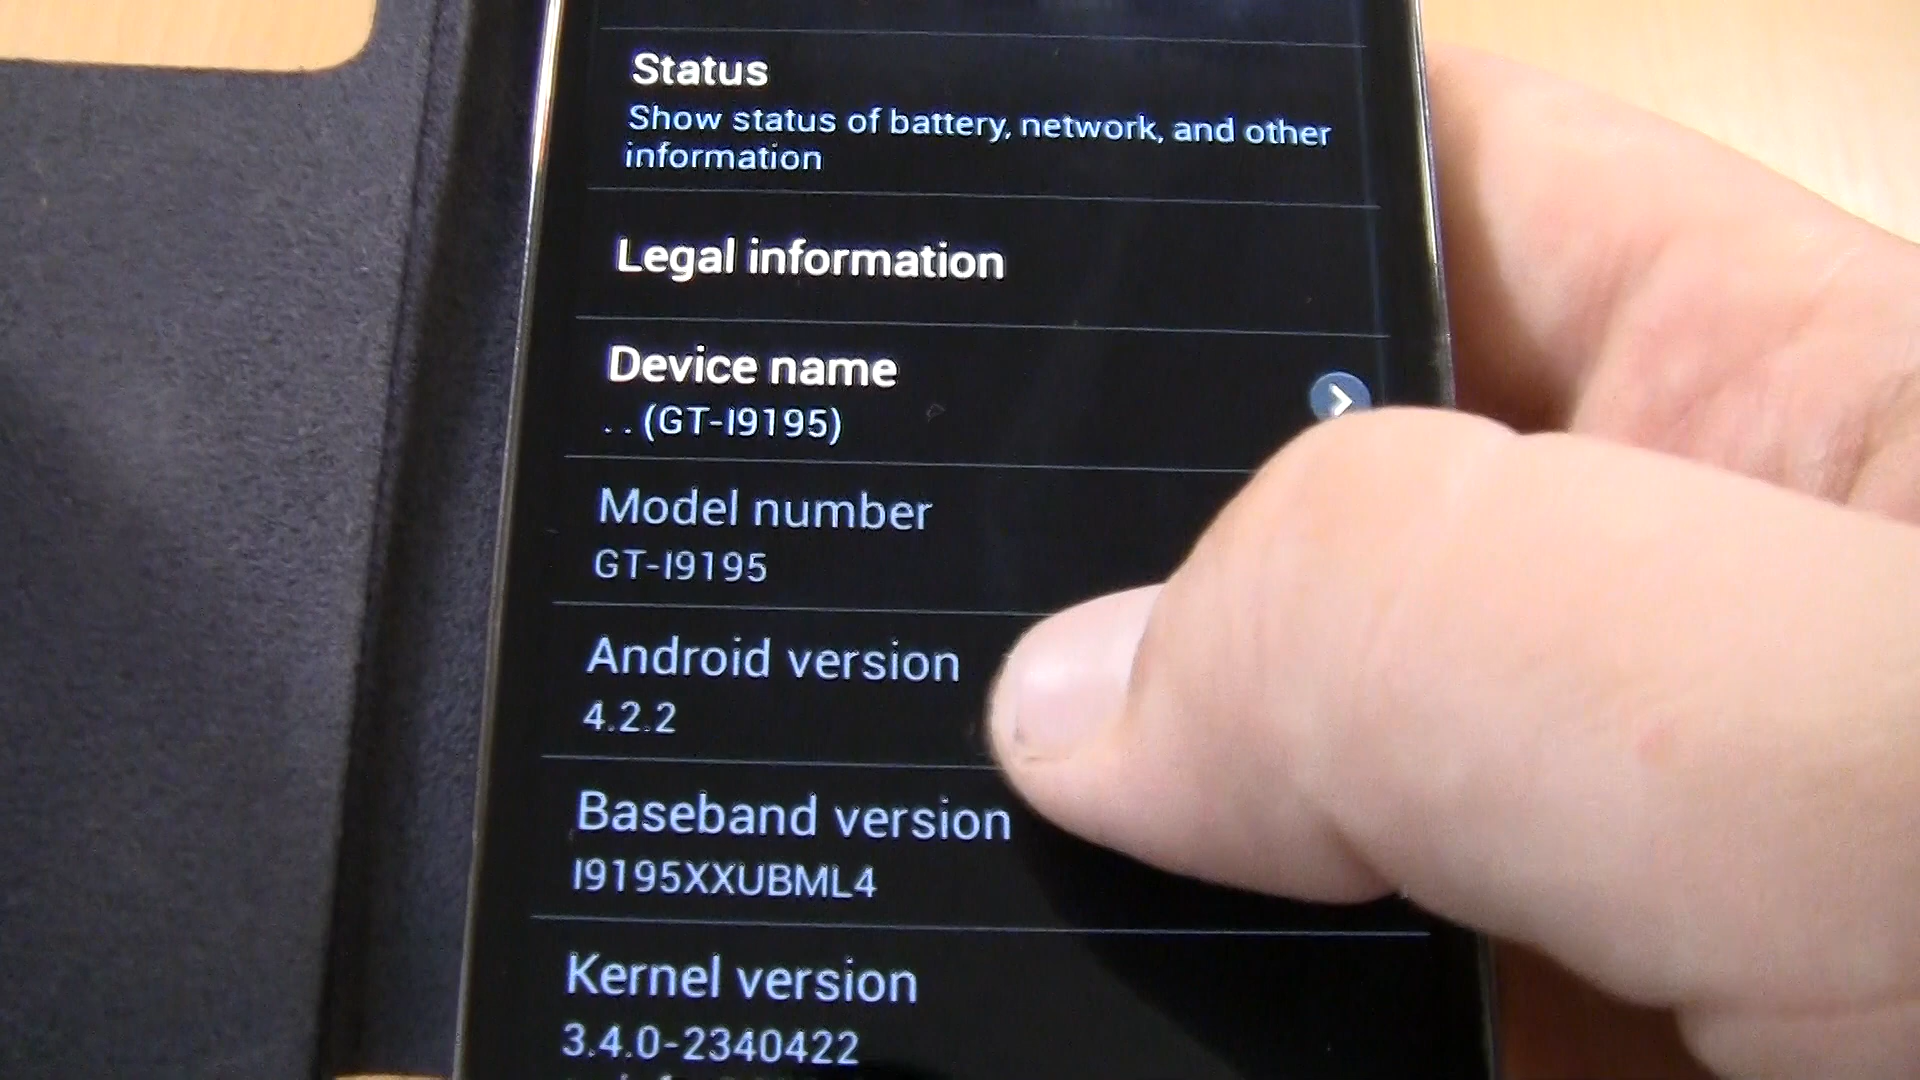 Status
Show status of battery, network, and other
information
Legal information
Device name
. . (GT-I9195)
Model number
GT-I9195
Android version
4.2.2
Baseband version
I9195XXUBML4
Kernel version
3.4.0-2340422